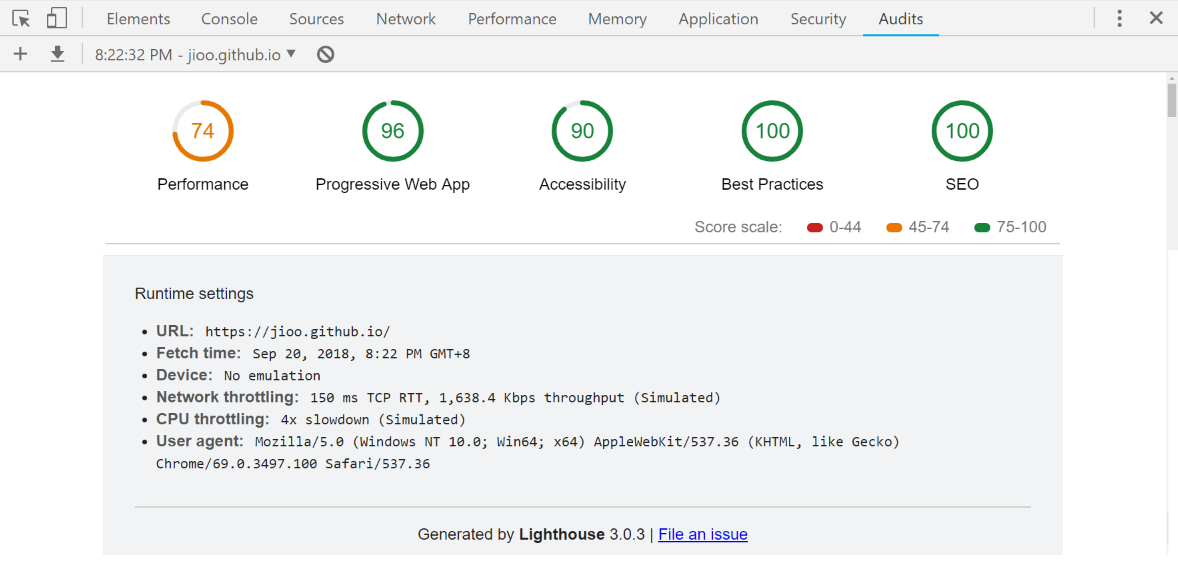 Elements Console Sources Network Performance Memory Application Security Audits
8:22:32 PM - jioo.github.io
74 96 90 100 100
Performance Progressive Web App Accessibility Best Practices SEO
Score scale: 0-44 45-74 75-100
Runtime settings
URL: https://jioo.github.io/
Fetch time: Sep 20, 2018, 8:22 PM GMT+8
Device: No emulation
Network throttling: 150 ms TCP RTT, 1,638.4 Kbps throughput (Simulated)
CPU throttling: 4x slowdown (Simulated)
User agent: Mozilla/5.0 (Windows NT 10.0; Win64; x64) AppleWebKit/537.36 (KHTML, like Gecko)
Chrome/69.0.3497.100 Safari/537.36
Generated by Lighthouse 3.0.3 | File an issue